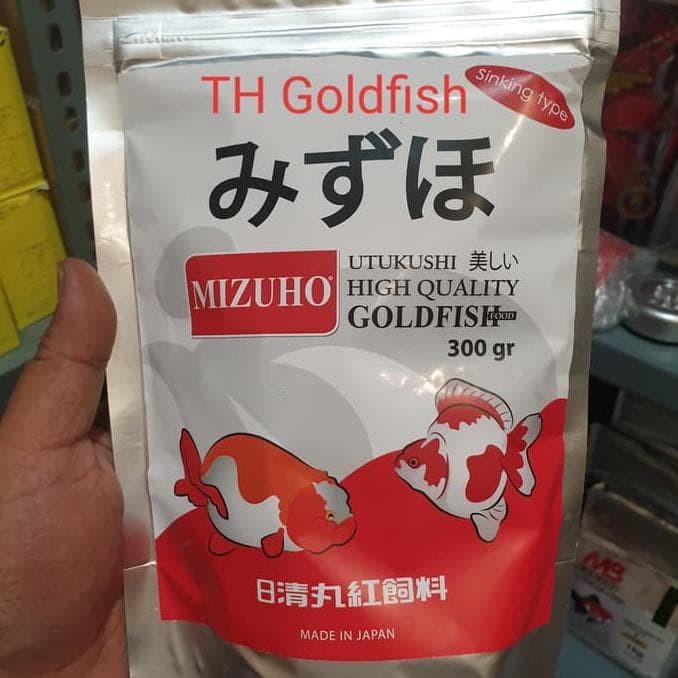 TH Goldfish
Sinking type
みずほ
MIZUHO®
UTUKUSHI 美しい
HIGH QUALITY
GOLDFISH FOOD
300 gr
日清丸紅飼料
MADE IN JAPAN